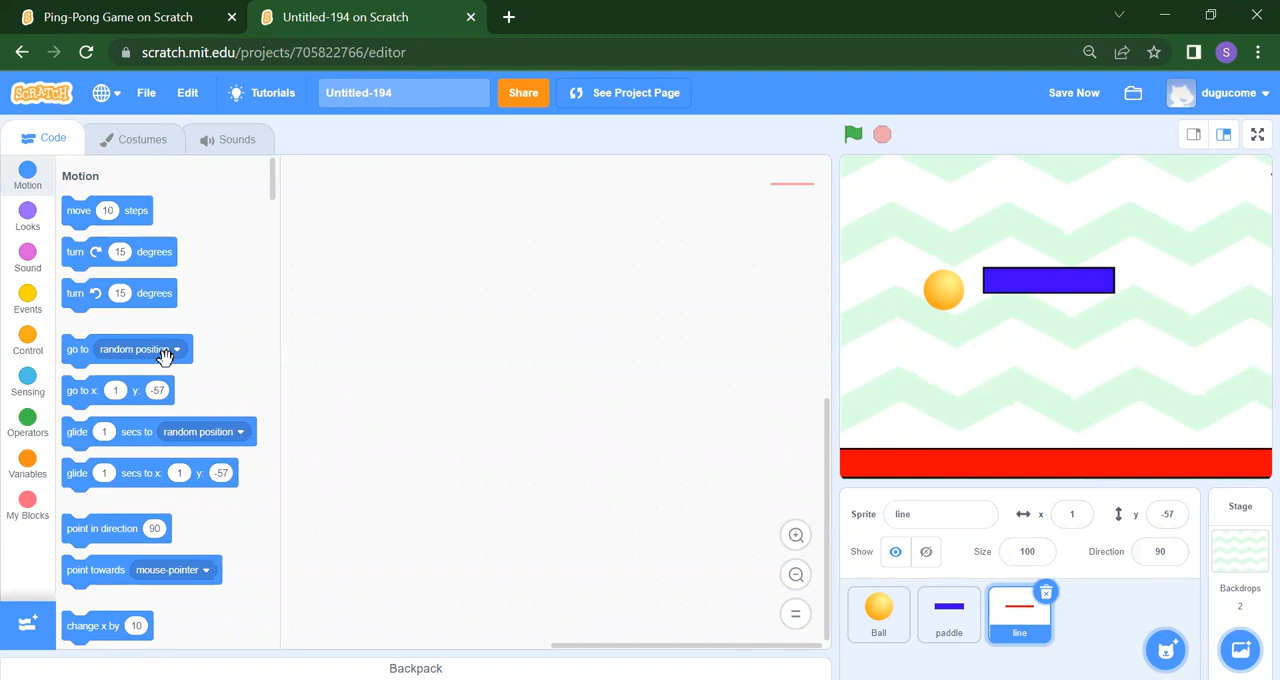 Ping-Pong Game on Scratch
Untitled-194 on Scratch
scratch.mit.edu/projects/705822766/editor
S
SCRATCH
File
Edit
Tutorials
Untitled-194
Share
See Project Page
Save Now
dugucome
Code
Costumes
Sounds
Motion
Looks
Sound
Events
Control
Sensing
Operators
Variables
My Blocks
Motion
move 10 steps
turn 15 degrees
turn 15 degrees
go to random position
go to x: 1 y: -57
glide 1 secs to random position
glide 1 secs to x: 1 y: -57
point in direction 90
point towards mouse-pointer
change x by 10
Backpack
Sprite line x 1 y -57
Show Size 100 Direction 90
Ball
paddle
line
Stage
Backdrops
2